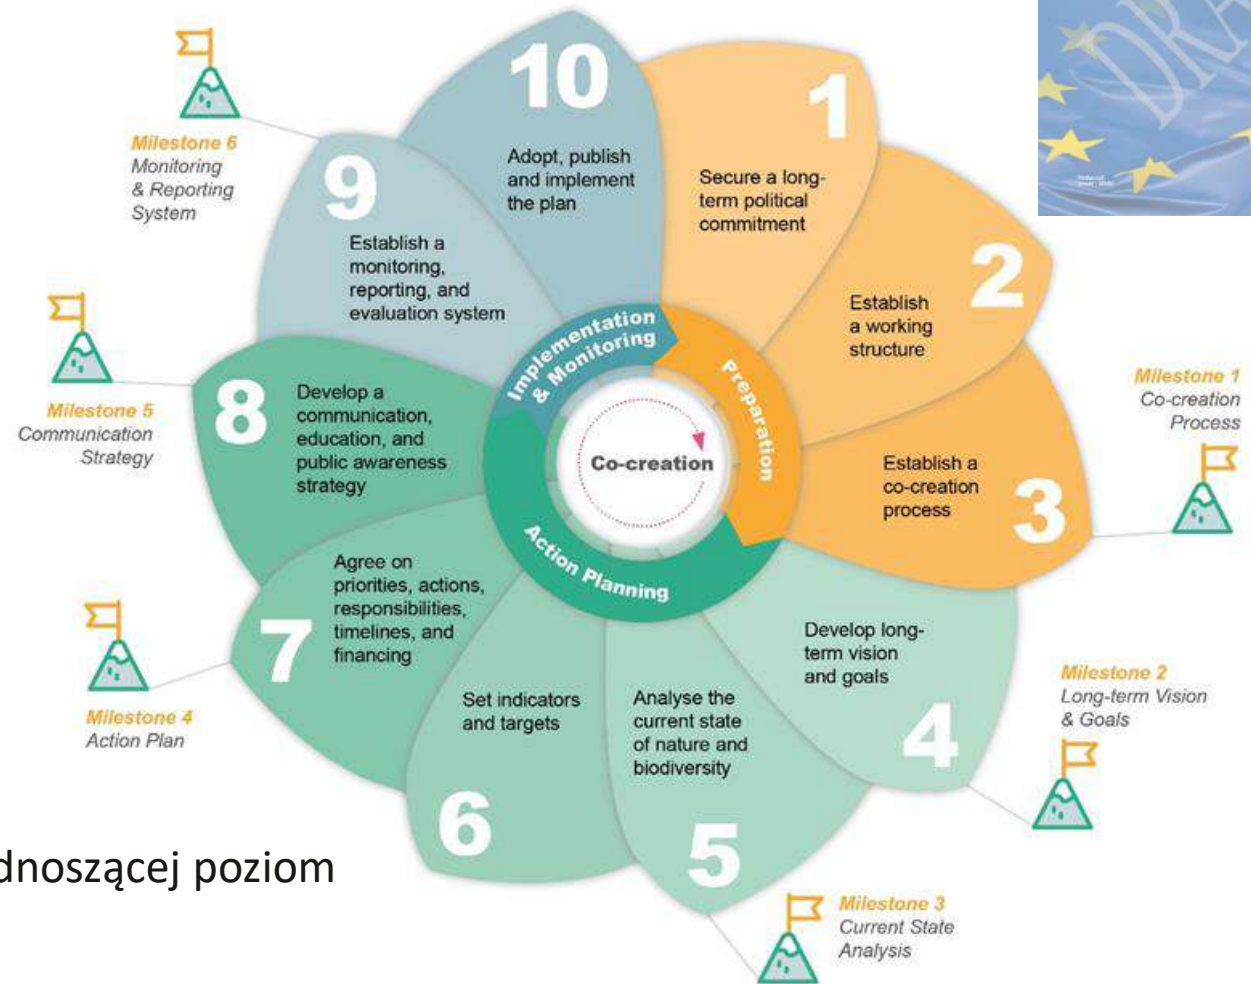 10
Adopt, publish
and implement
the plan
1
Secure a long-
term political
commitment
2
Establish
a working
structure
3
Establish a
co-creation
process
4
Develop long-
term vision
and goals
5
Analyse the
current state
of nature and
biodiversity
6
Set indicators
and targets
7
Agree on
priorities, actions,
responsibilities,
timelines, and
financing
8
Develop a
communication,
education, and
public awareness
strategy
9
Establish a
monitoring,
reporting, and
evaluation system
Implementation
& Monitoring
Preparation
Action Planning
Co-creation
Milestone 1
Co-creation
Process
Milestone 2
Long-term Vision
& Goals
Milestone 3
Current State
Analysis
Milestone 4
Action Plan
Milestone 5
Communication
Strategy
Milestone 6
Monitoring
& Reporting
System
dnoszącej poziom
DRA